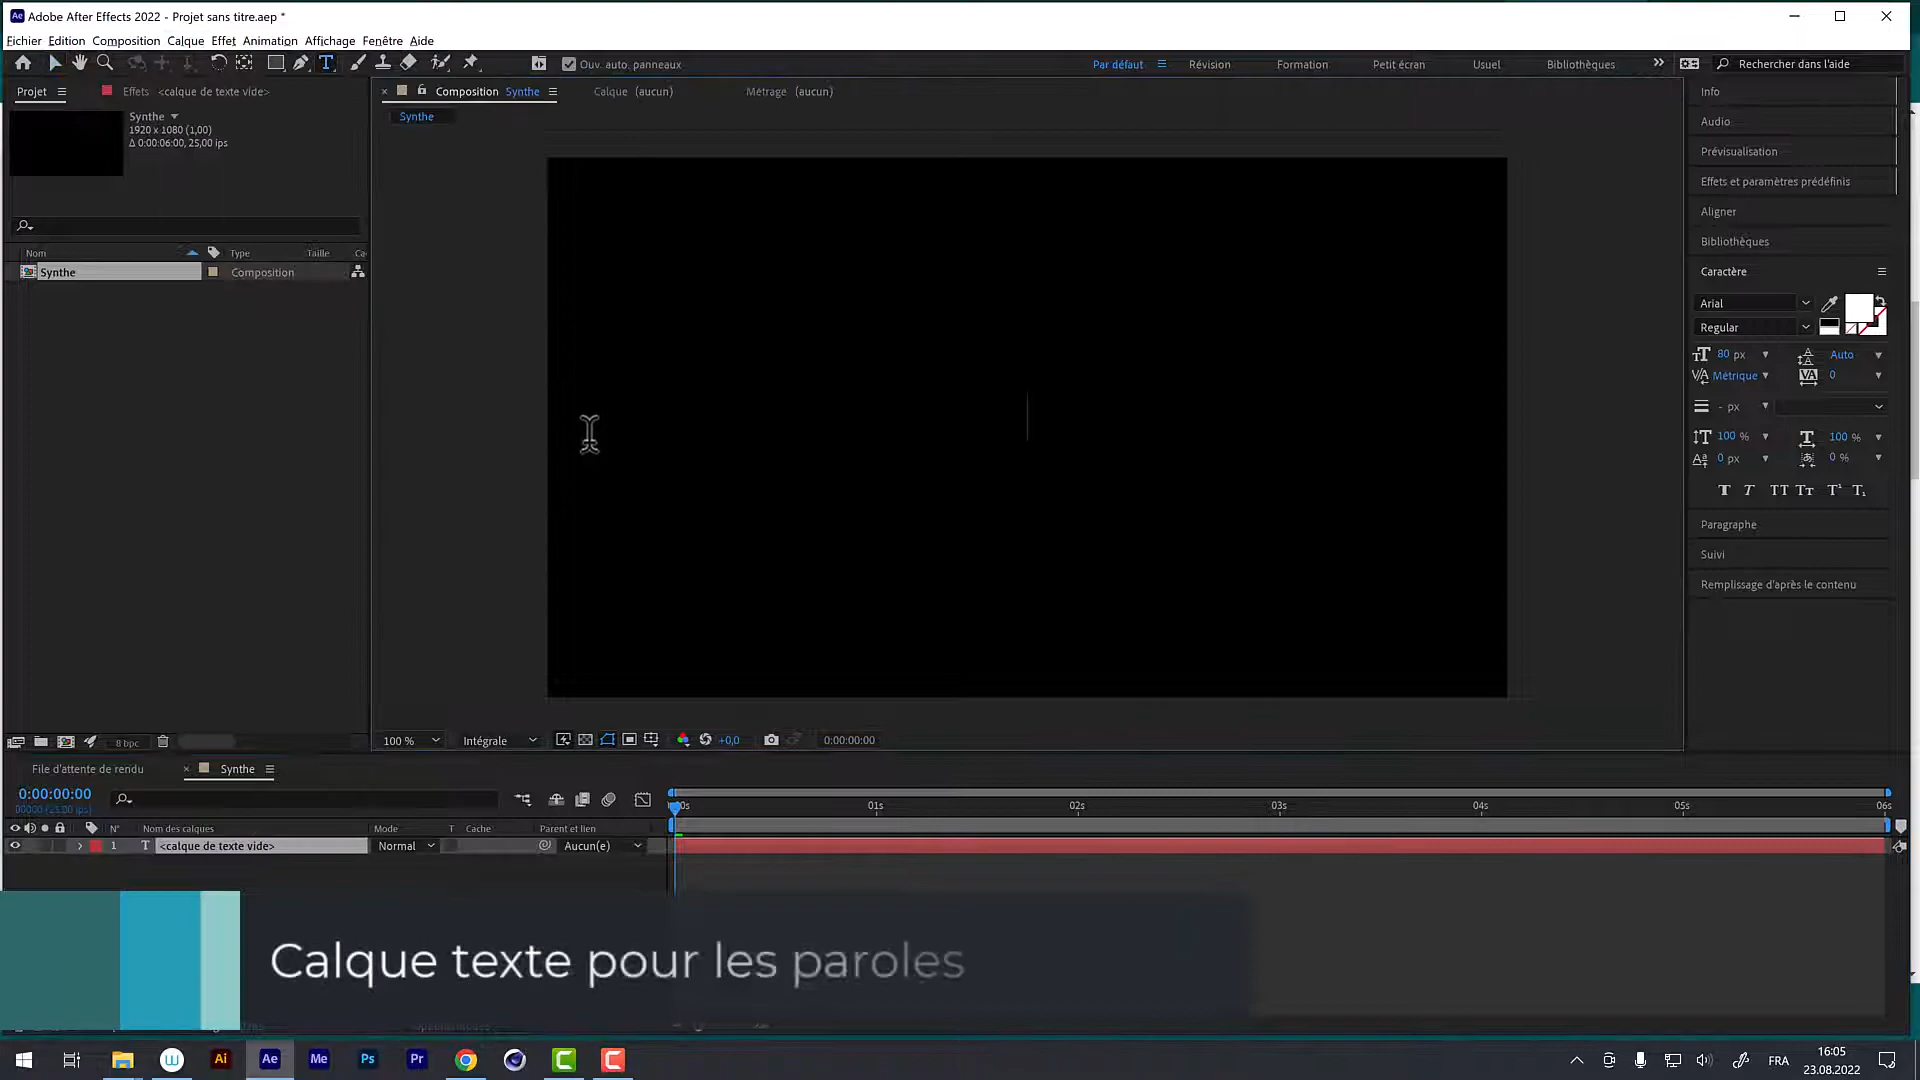 Adobe After Effects 2022 - Projet sans titre.aep *
Fichier Edition Composition Calque Effet Animation Affichage Fenêtre Aide
Ouv. auto. panneaux
Par défaut Révision Formation Petit écran Usuel Bibliothèques
Rechercher dans l'aide
Projet
Effets <calque de texte vide>
Composition Synthe
Calque (aucun)
Métrage (aucun)
Synthe
Synthe
1920 x 1080 (1,00)
Δ 0:00:06:00, 25,00 ips
Nom Type Taille Ca
Synthe Composition
8 bpc
100 %
Intégrale
+0,0
0:00:00:00
Info
Audio
Prévisualisation
Effets et paramètres prédéfinis
Aligner
Bibliothèques
Caractère
Arial
Regular
80 px Auto
Métrique 0
- px
100 % 100 %
0 px 0 %
Paragraphe
Suivi
Remplissage d'après le contenu
File d'attente de rendu
Synthe
0:00:00:00
00000 (25.00 ips)
N° Nom des calques Mode T Cache Parent et lien
1 T <calque de texte vide> Normal Aucun(e)
00s 01s 02s 03s 04s 05s 06s
Calque texte pour les paroles
Ai Ae Me Ps Pr
FRA
16:05
23.08.2022